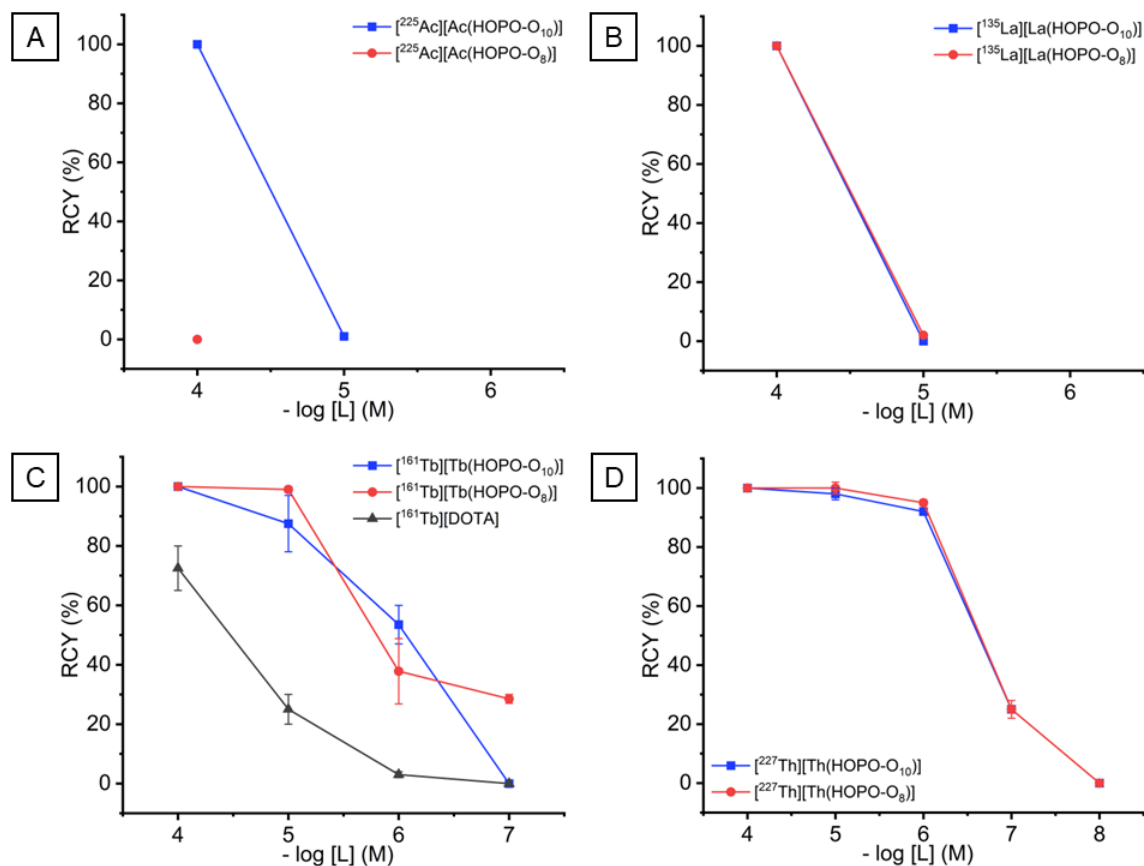 A
[²²⁵Ac][Ac(HOPO-O₁₀)]
[²²⁵Ac][Ac(HOPO-O₈)]
100
80
60
40
20
0
RCY (%)
4 5 6
- log [L] (M)
B
[¹³⁵La][La(HOPO-O₁₀)]
[¹³⁵La][La(HOPO-O₈)]
100
80
60
40
20
0
RCY (%)
4 5 6
- log [L] (M)
C
[¹⁶¹Tb][Tb(HOPO-O₁₀)]
[¹⁶¹Tb][Tb(HOPO-O₈)]
[¹⁶¹Tb][DOTA]
100
80
60
40
20
0
RCY (%)
4 5 6 7
- log [L] (M)
D
100
80
60
40
20
0
RCY (%)
[²²⁷Th][Th(HOPO-O₁₀)]
[²²⁷Th][Th(HOPO-O₈)]
4 5 6 7 8
- log [L] (M)